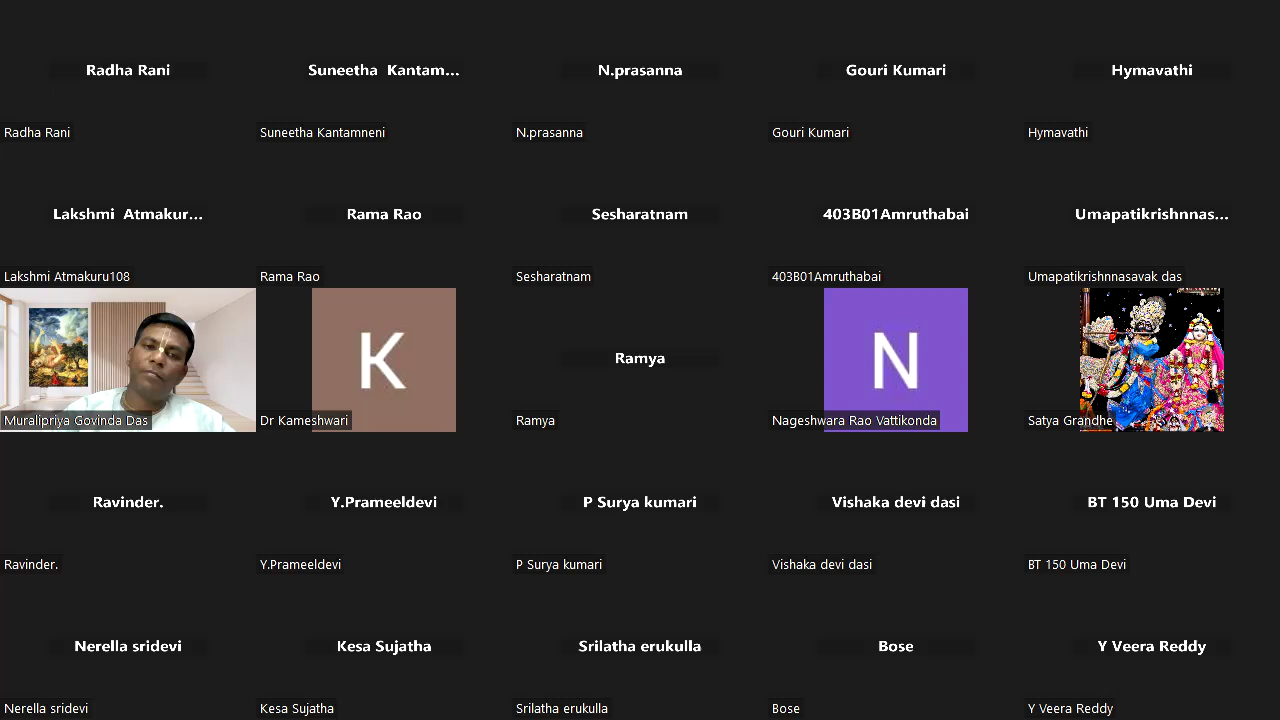 Radha Rani
Suneetha Kantam...
N.prasanna
Gouri Kumari
Hymavathi
Radha Rani
Suneetha Kantamneni
N.prasanna
Gouri Kumari
Hymavathi
Lakshmi Atmakur...
Rama Rao
Sesharatnam
403B01Amruthabai
Umapatikrishnnas...
Lakshmi Atmakuru108
Rama Rao
Sesharatnam
403B01Amruthabai
Umapatikrishnnasavak das
K
Ramya
N
Muralipriya Govinda Das
Dr Kameshwari
Ramya
Nageshwara Rao Vattikonda
Satya Grandhe
Ravinder.
Y.Prameeldevi
P Surya kumari
Vishaka devi dasi
BT 150 Uma Devi
Ravinder.
Y.Prameeldevi
P Surya kumari
Vishaka devi dasi
BT 150 Uma Devi
Nerella sridevi
Kesa Sujatha
Srilatha erukulla
Bose
Y Veera Reddy
Nerella sridevi
Kesa Sujatha
Srilatha erukulla
Bose
Y Veera Reddy